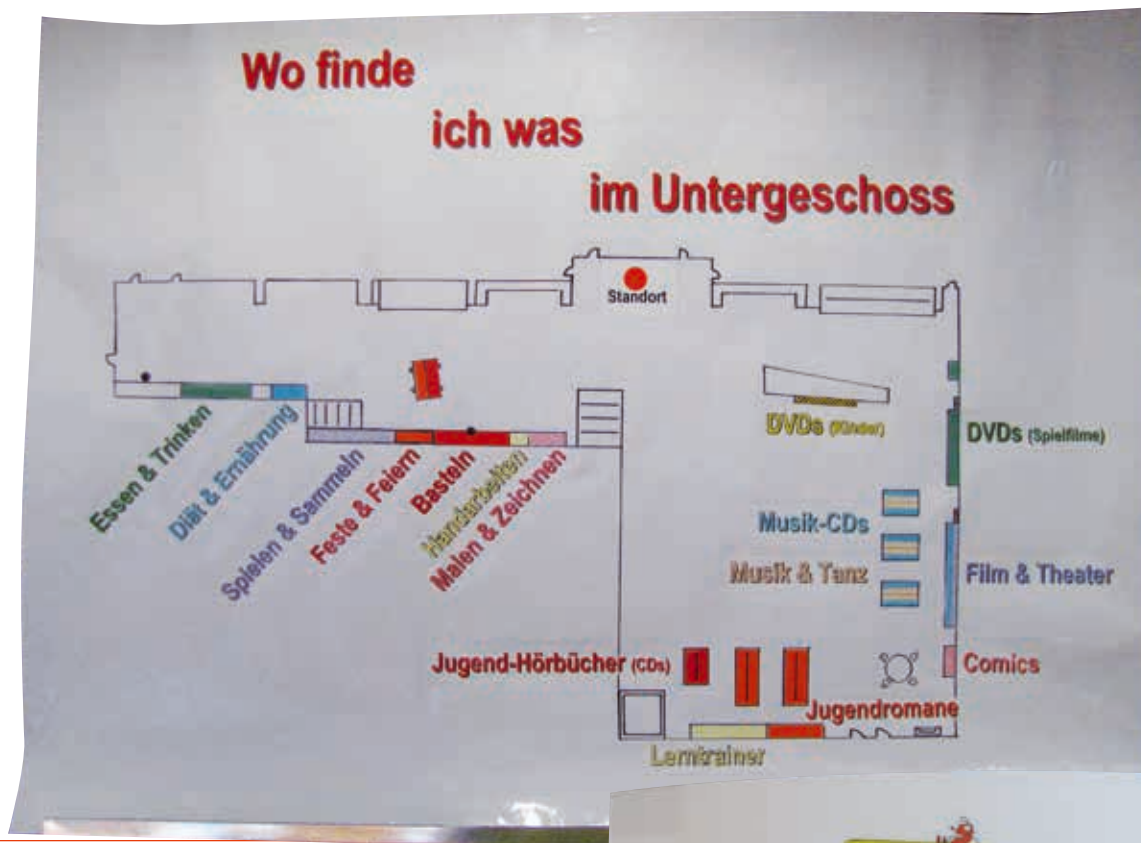 Wo finde
ich was
im Untergeschoss
Standort
Essen & Trinken
Diät & Ernährung
Spielen & Sammeln
Feste & Feiern
Basteln
Handarbeiten
Malen & Zeichnen
DVDs (Kinder)
DVDs (Spielfilme)
Musik-CDs
Musik & Tanz
Film & Theater
Jugend-Hörbücher (CDs)
Comics
Jugendromane
Lerntrainer